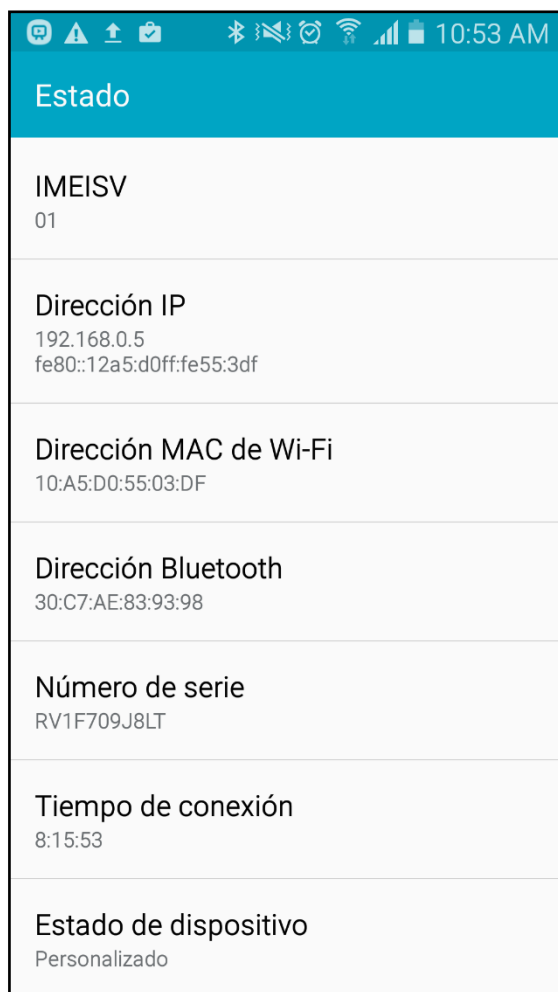 10:53 AM
Estado
IMEISV
01
Dirección IP
192.168.0.5
fe80::12a5:d0ff:fe55:3df
Dirección MAC de Wi-Fi
10:A5:D0:55:03:DF
Dirección Bluetooth
30:C7:AE:83:93:98
Número de serie
RV1F709J8LT
Tiempo de conexión
8:15:53
Estado de dispositivo
Personalizado